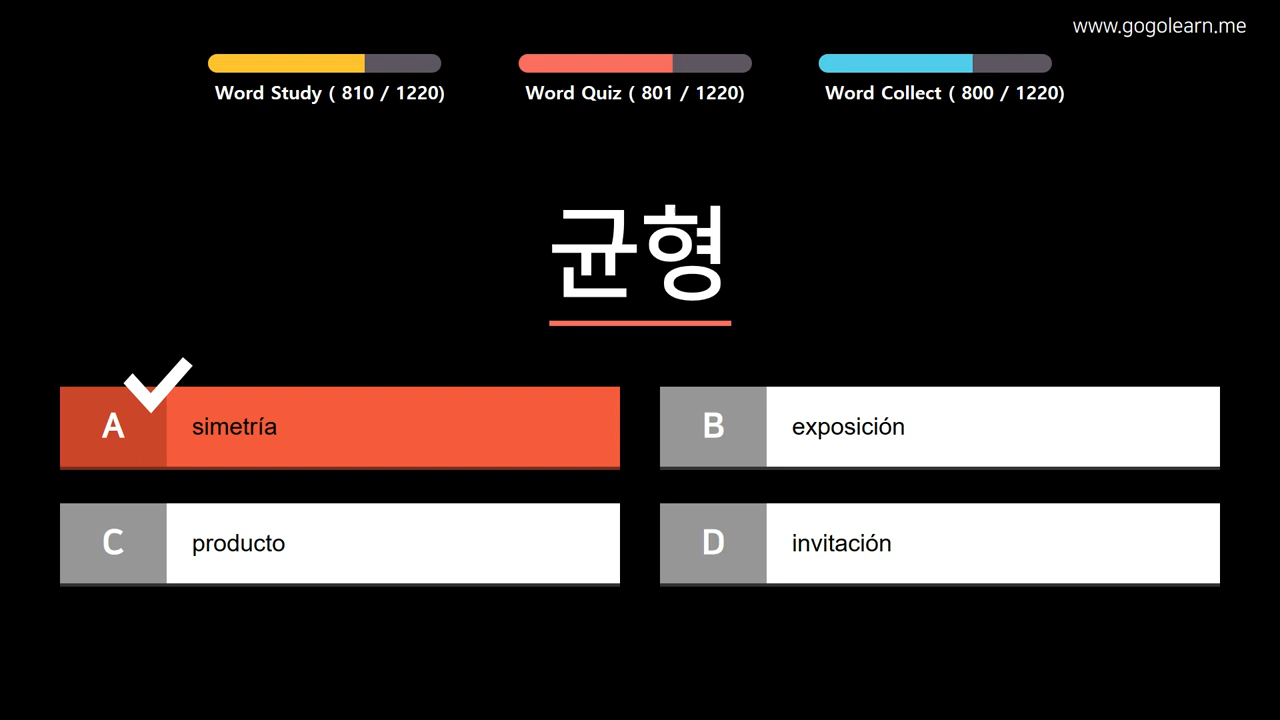 www.gogolearn.me
Word Study ( 810 / 1220)
Word Quiz ( 801 / 1220)
Word Collect ( 800 / 1220)
균형
A simetría
B exposición
C producto
D invitación